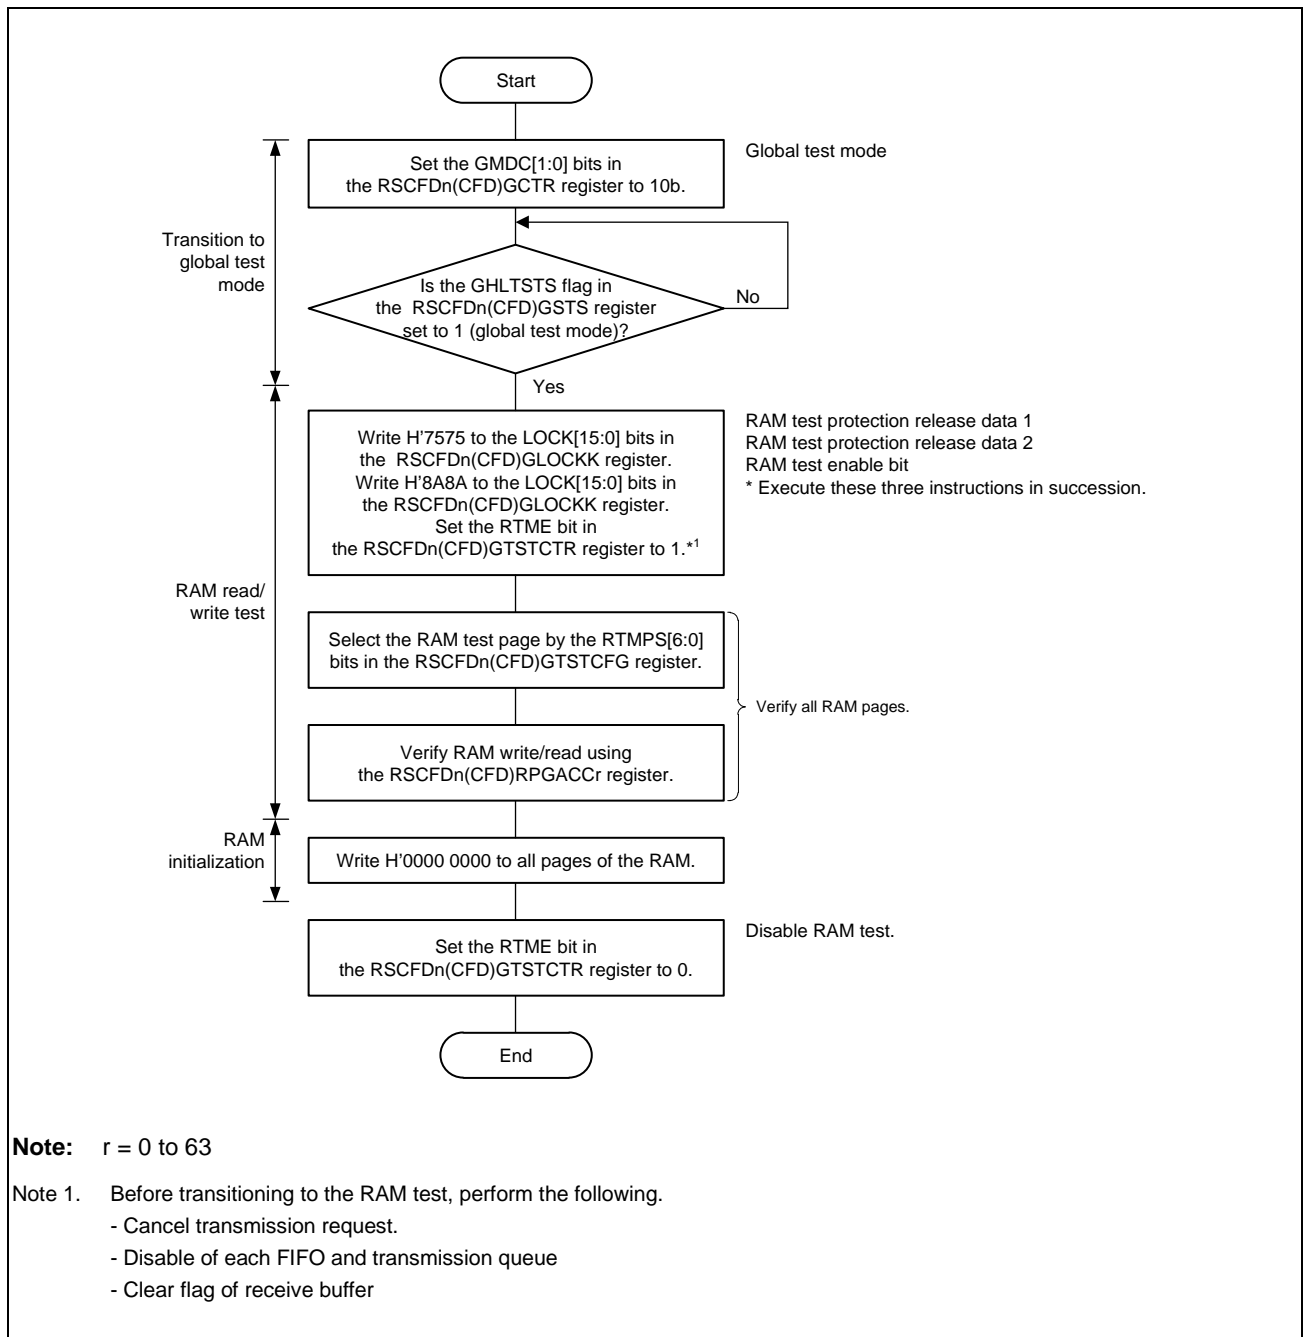 Start
Set the GMDC[1:0] bits in
the RSCFDn(CFD)GCTR register to 10b.
Global test mode
Transition to
global test
mode
Is the GHLTSTS flag in
the RSCFDn(CFD)GSTS register
set to 1 (global test mode)?
No
Yes
Write H'7575 to the LOCK[15:0] bits in
the RSCFDn(CFD)GLOCKK register.
Write H'8A8A to the LOCK[15:0] bits in
the RSCFDn(CFD)GLOCKK register.
Set the RTME bit in
the RSCFDn(CFD)GTSTCTR register to 1.*1
RAM test protection release data 1
RAM test protection release data 2
RAM test enable bit
* Execute these three instructions in succession.
RAM read/
write test
Select the RAM test page by the RTMPS[6:0]
bits in the RSCFDn(CFD)GTSTCFG register.
Verify all RAM pages.
Verify RAM write/read using
the RSCFDn(CFD)RPGACCr register.
RAM
initialization
Write H'0000 0000 to all pages of the RAM.
Set the RTME bit in
the RSCFDn(CFD)GTSTCTR register to 0.
Disable RAM test.
End
Note: r = 0 to 63
Note 1. Before transitioning to the RAM test, perform the following.
- Cancel transmission request.
- Disable of each FIFO and transmission queue
- Clear flag of receive buffer